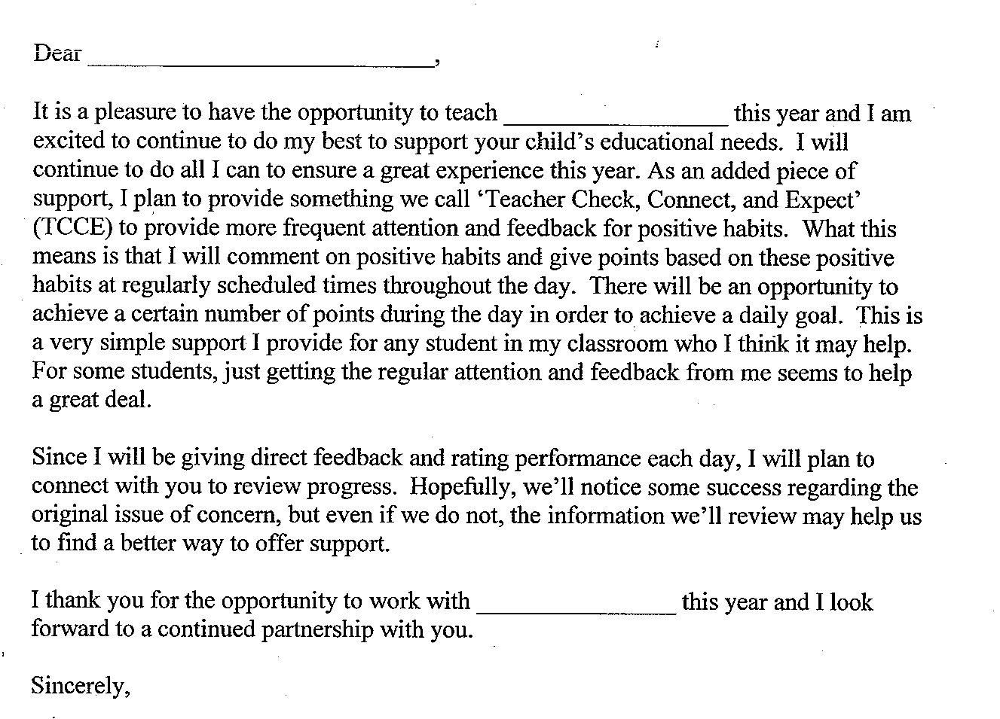 Dear ____________________________,
It is a pleasure to have the opportunity to teach __________________ this year and I am
excited to continue to do my best to support your child’s educational needs.  I will
continue to do all I can to ensure a great experience this year. As an added piece of
support, I plan to provide something we call ‘Teacher Check, Connect, and Expect’
(TCCE) to provide more frequent attention and feedback for positive habits.  What this
means is that I will comment on positive habits and give points based on these positive
habits at regularly scheduled times throughout the day.  There will be an opportunity to
achieve a certain number of points during the day in order to achieve a daily goal.  This is
a very simple support I provide for any student in my classroom who I think it may help.
For some students, just getting the regular attention and feedback from me seems to help
a great deal.
Since I will be giving direct feedback and rating performance each day, I will plan to
connect with you to review progress.  Hopefully, we’ll notice some success regarding the
original issue of concern, but even if we do not, the information we’ll review may help us
to find a better way to offer support.
I thank you for the opportunity to work with ________________ this year and I look
forward to a continued partnership with you.
Sincerely,